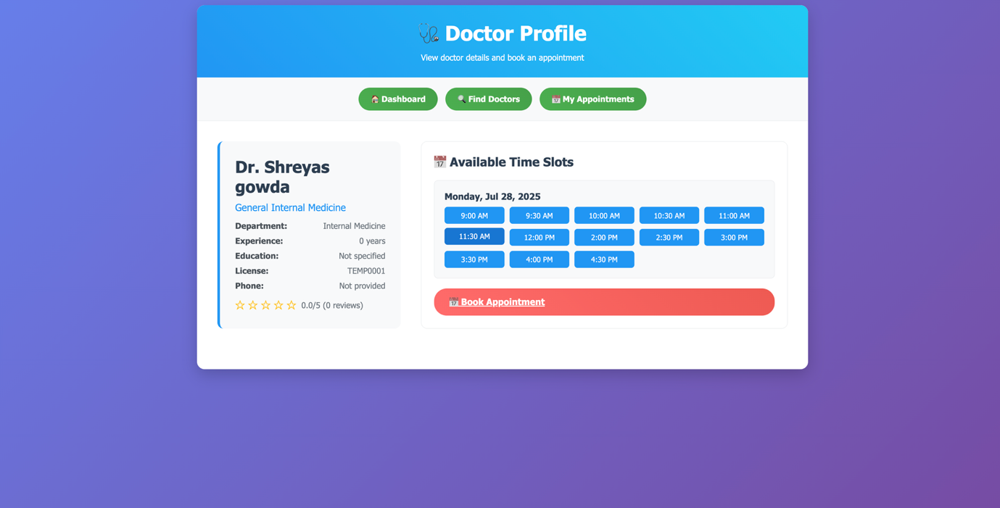 Doctor Profile
View doctor details and book an appointment
Dashboard
Find Doctors
My Appointments
Dr. Shreyas
gowda
General Internal Medicine
Department: Internal Medicine
Experience: 0 years
Education: Not specified
License: TEMP0001
Phone: Not provided
☆ ☆ ☆ ☆ ☆ 0.0/5 (0 reviews)
17 Available Time Slots
Monday, Jul 28, 2025
9:00 AM 9:30 AM 10:00 AM 10:30 AM 11:00 AM
11:30 AM 12:00 PM 2:00 PM 2:30 PM 3:00 PM
3:30 PM 4:00 PM 4:30 PM
17 Book Appointment